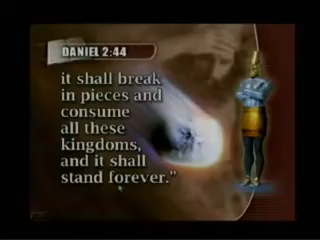 DANIEL 2:44
it shall break
in pieces and
consume
all these
kingdoms,
and it shall
stand forever."